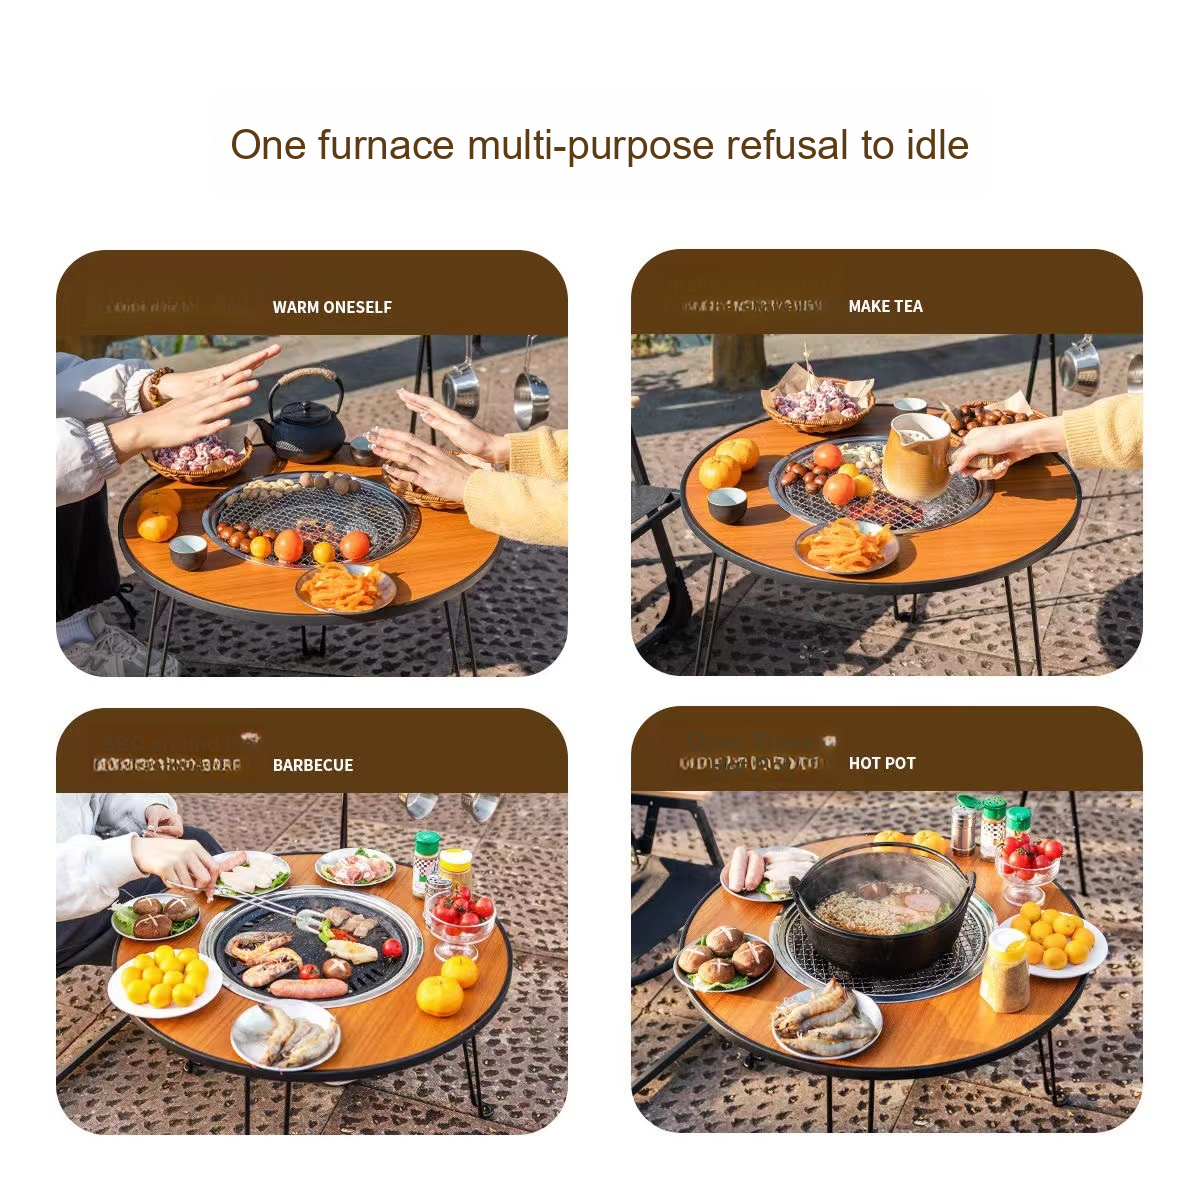 One furnace multi-purpose refusal to idle
WARM ONESELF
MAKE TEA
BARBECUE
HOT POT